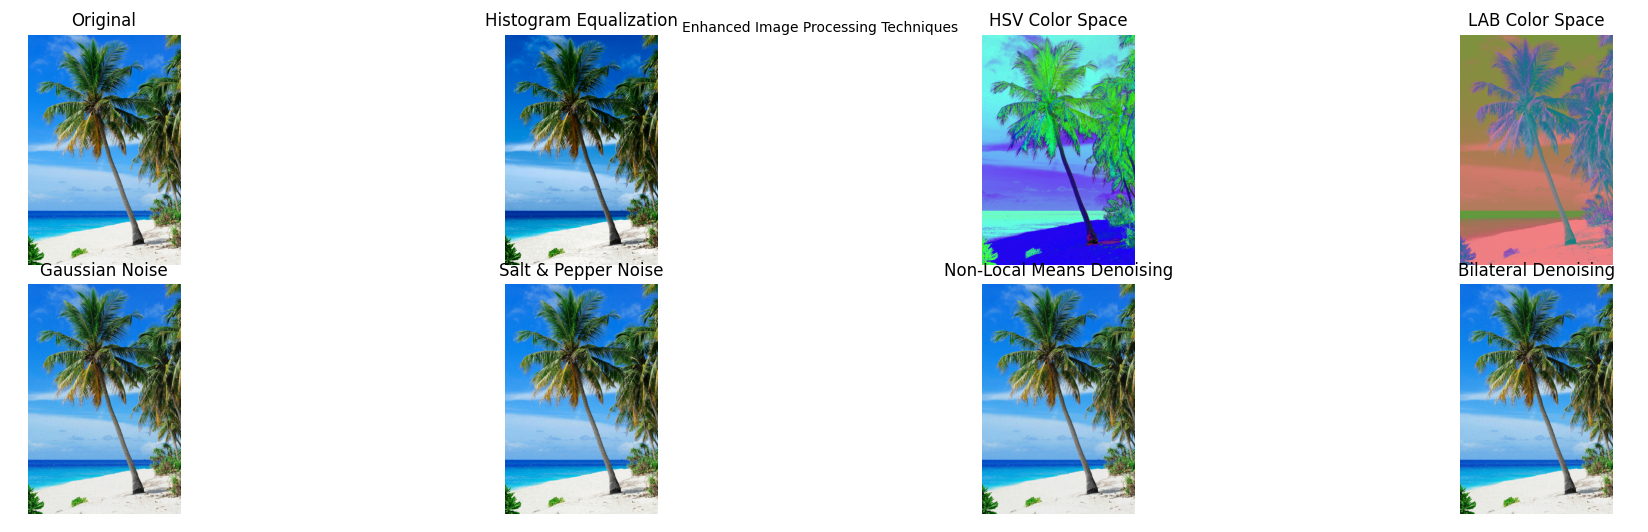 Original
Histogram Equalization
Enhanced Image Processing Techniques
HSV Color Space
LAB Color Space
Gaussian Noise
Salt & Pepper Noise
Non-Local Means Denoising
Bilateral Denoising